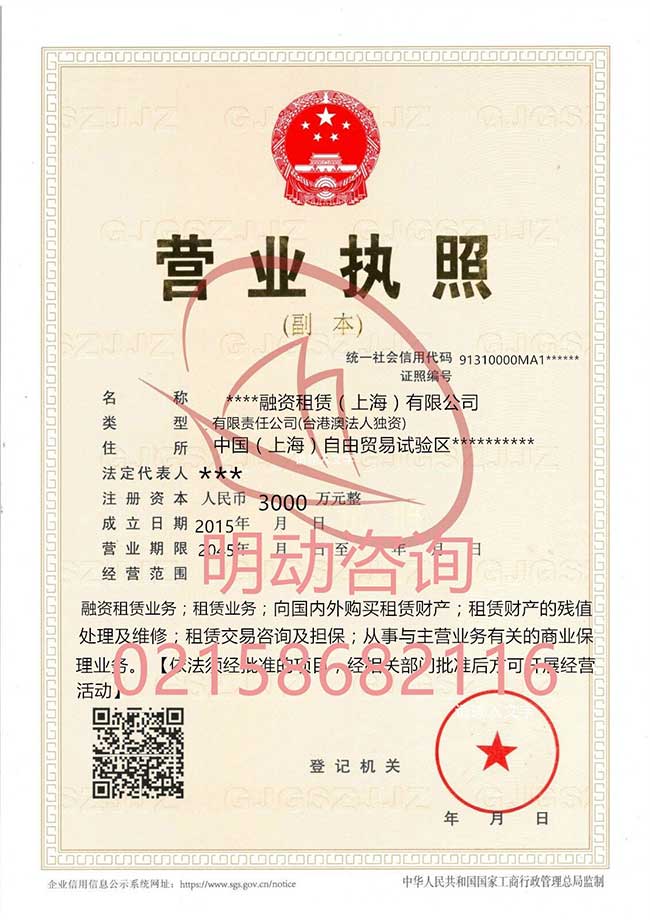 营业执照
(副 本)
统一社会信用代码 91310000MA1******
证照编号
名 称 ****融资租赁（上海）有限公司
类 型 有限责任公司(台港澳法人独资)
住 所 中国（上海）自由贸易试验区**********
法定代表人 ***
注册资本 人民币 3000 万元整
成立日期 2015年 月 日
营业期限 2045年 月 日至 年 月 日
明动咨询
经营范围
融资租赁业务；租赁业务；向国内外购买租赁财产；租赁财产的残值
处理及维修；租赁交易咨询及担保；从事与主营业务有关的商业保
理业务。【依法须经批准的项目，经相关部门批准后方可开展经营
活动】
02158682116
登记机关
年 月 日
企业信用信息公示系统网址：https://www.sgs.gov.cn/notice
中华人民共和国国家工商行政管理总局监制